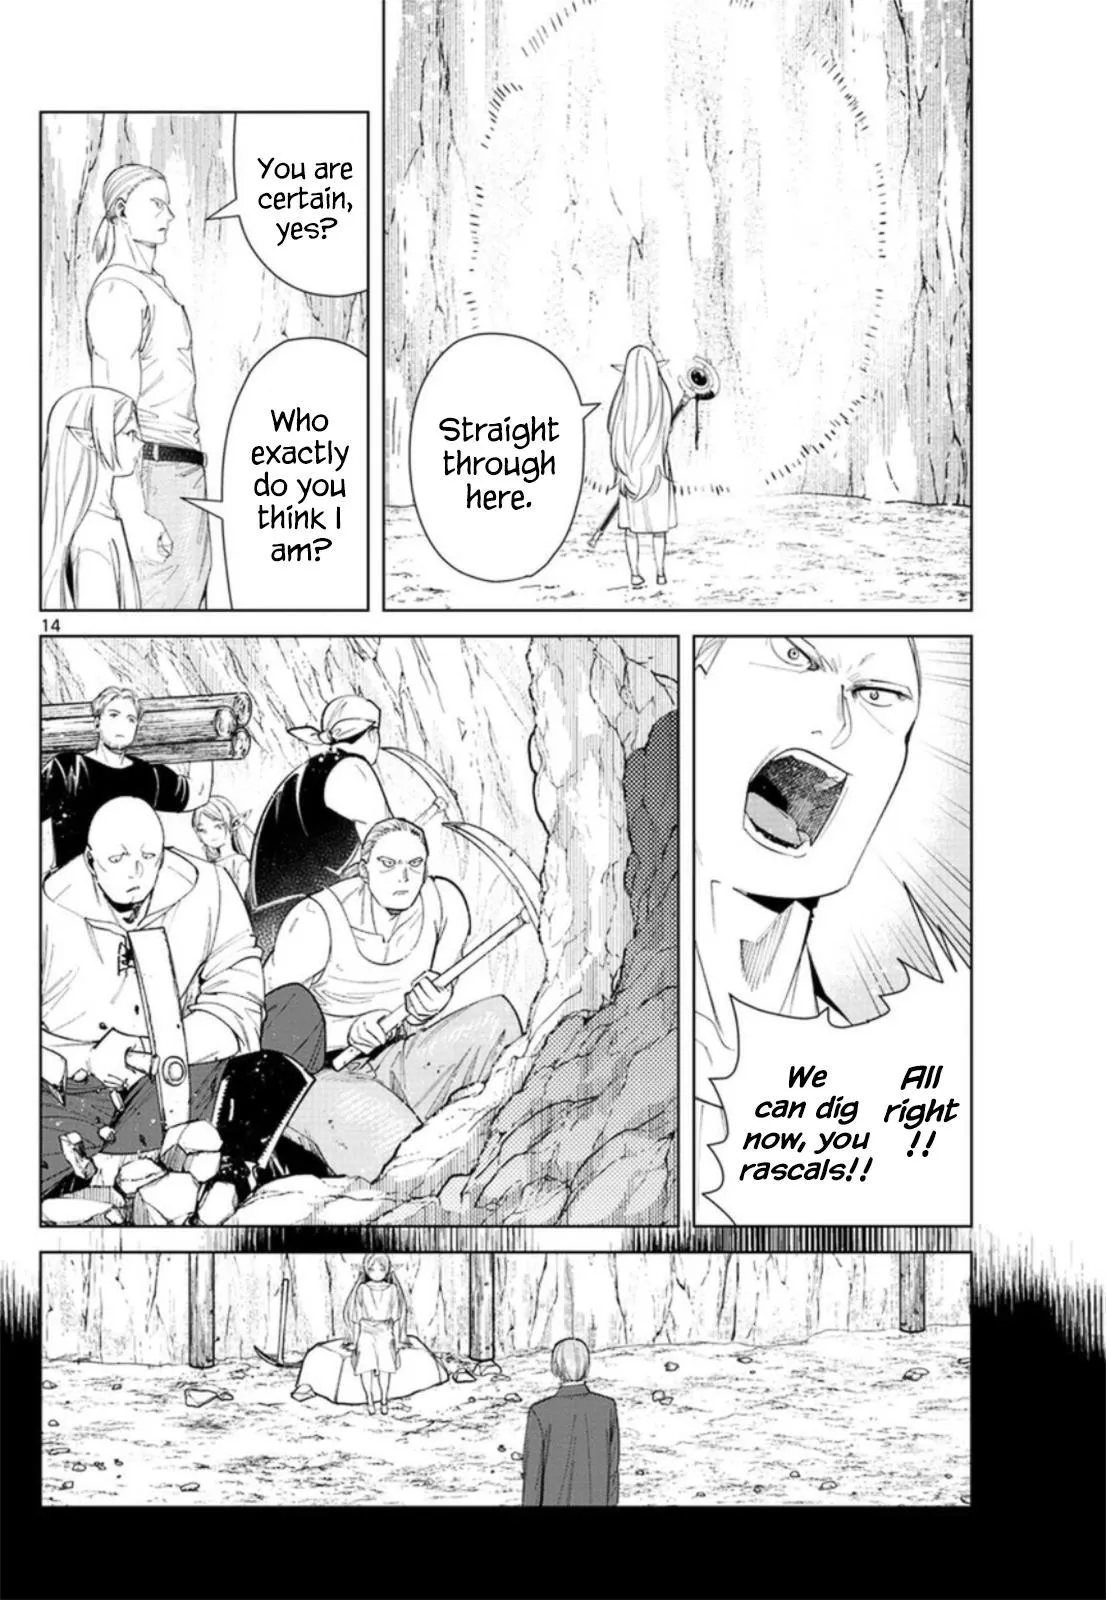 Straight
through
here.
You are
certain,
yes?
Who
exactly
do you
think I
am?
14
All
right
!!
We
can dig
now, you
rascals!!